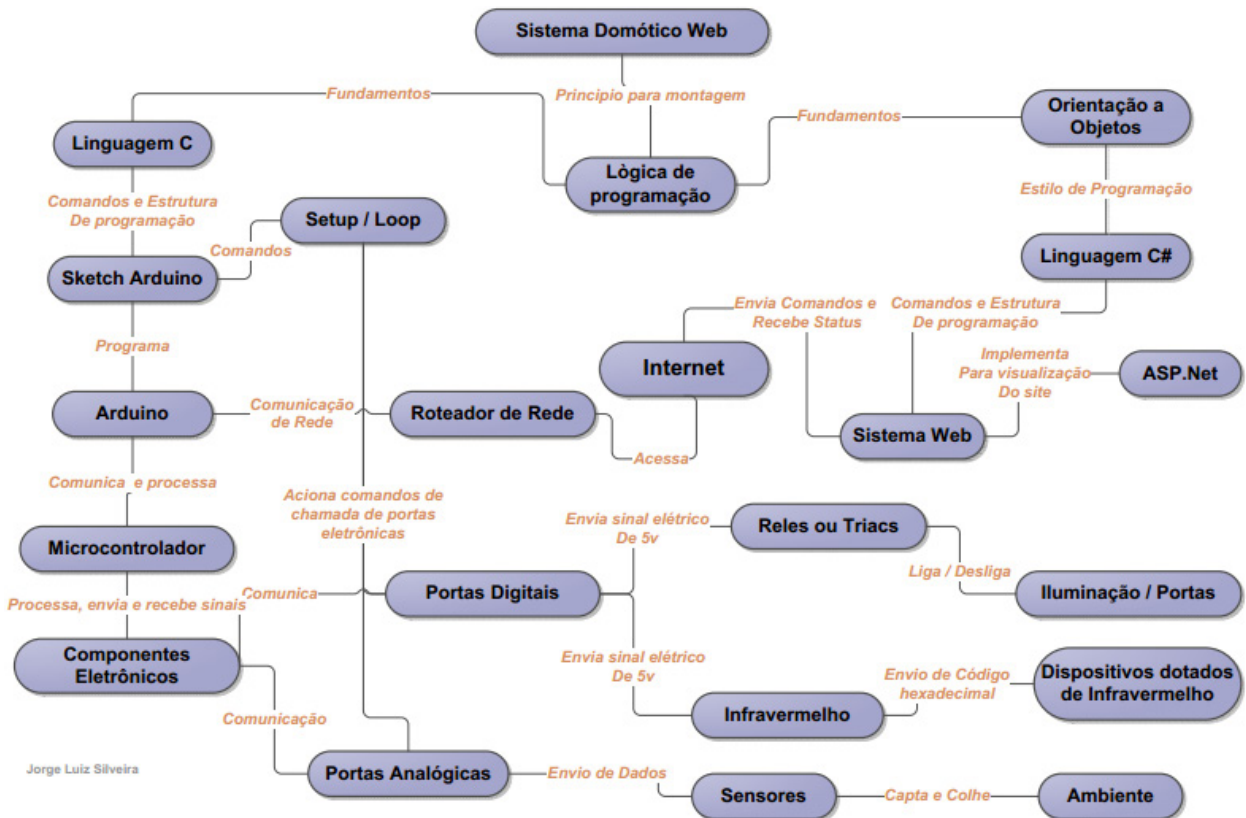 Sistema Domótico Web
Fundamentos
Principio para montagem
Fundamentos
Orientação a
Objetos
Linguagem C
Lògica de
programação
Comandos e Estrutura
De programação
Estilo de Programação
Setup / Loop
Comandos
Sketch Arduino
Linguagem C#
Envia Comandos e
Recebe Status
Comandos e Estrutura
De programação
Programa
Internet
Implementa
Para visualização
Do site
ASP.Net
Arduino
Comunicação
de Rede
Roteador de Rede
Sistema Web
Acessa
Comunica e processa
Aciona comandos de
chamada de portas
eletrônicas
Envia sinal elétrico
De 5v
Reles ou Triacs
Microcontrolador
Liga / Desliga
Comunica
Portas Digitais
Iluminação / Portas
Processa, envia e recebe sinais
Componentes
Eletrônicos
Envia sinal elétrico
De 5v
Envio de Código
hexadecimal
Dispositivos dotados
de Infravermelho
Comunicação
Infravermelho
Jorge Luiz Silveira
Portas Analógicas
Envio de Dados
Sensores
Capta e Colhe
Ambiente